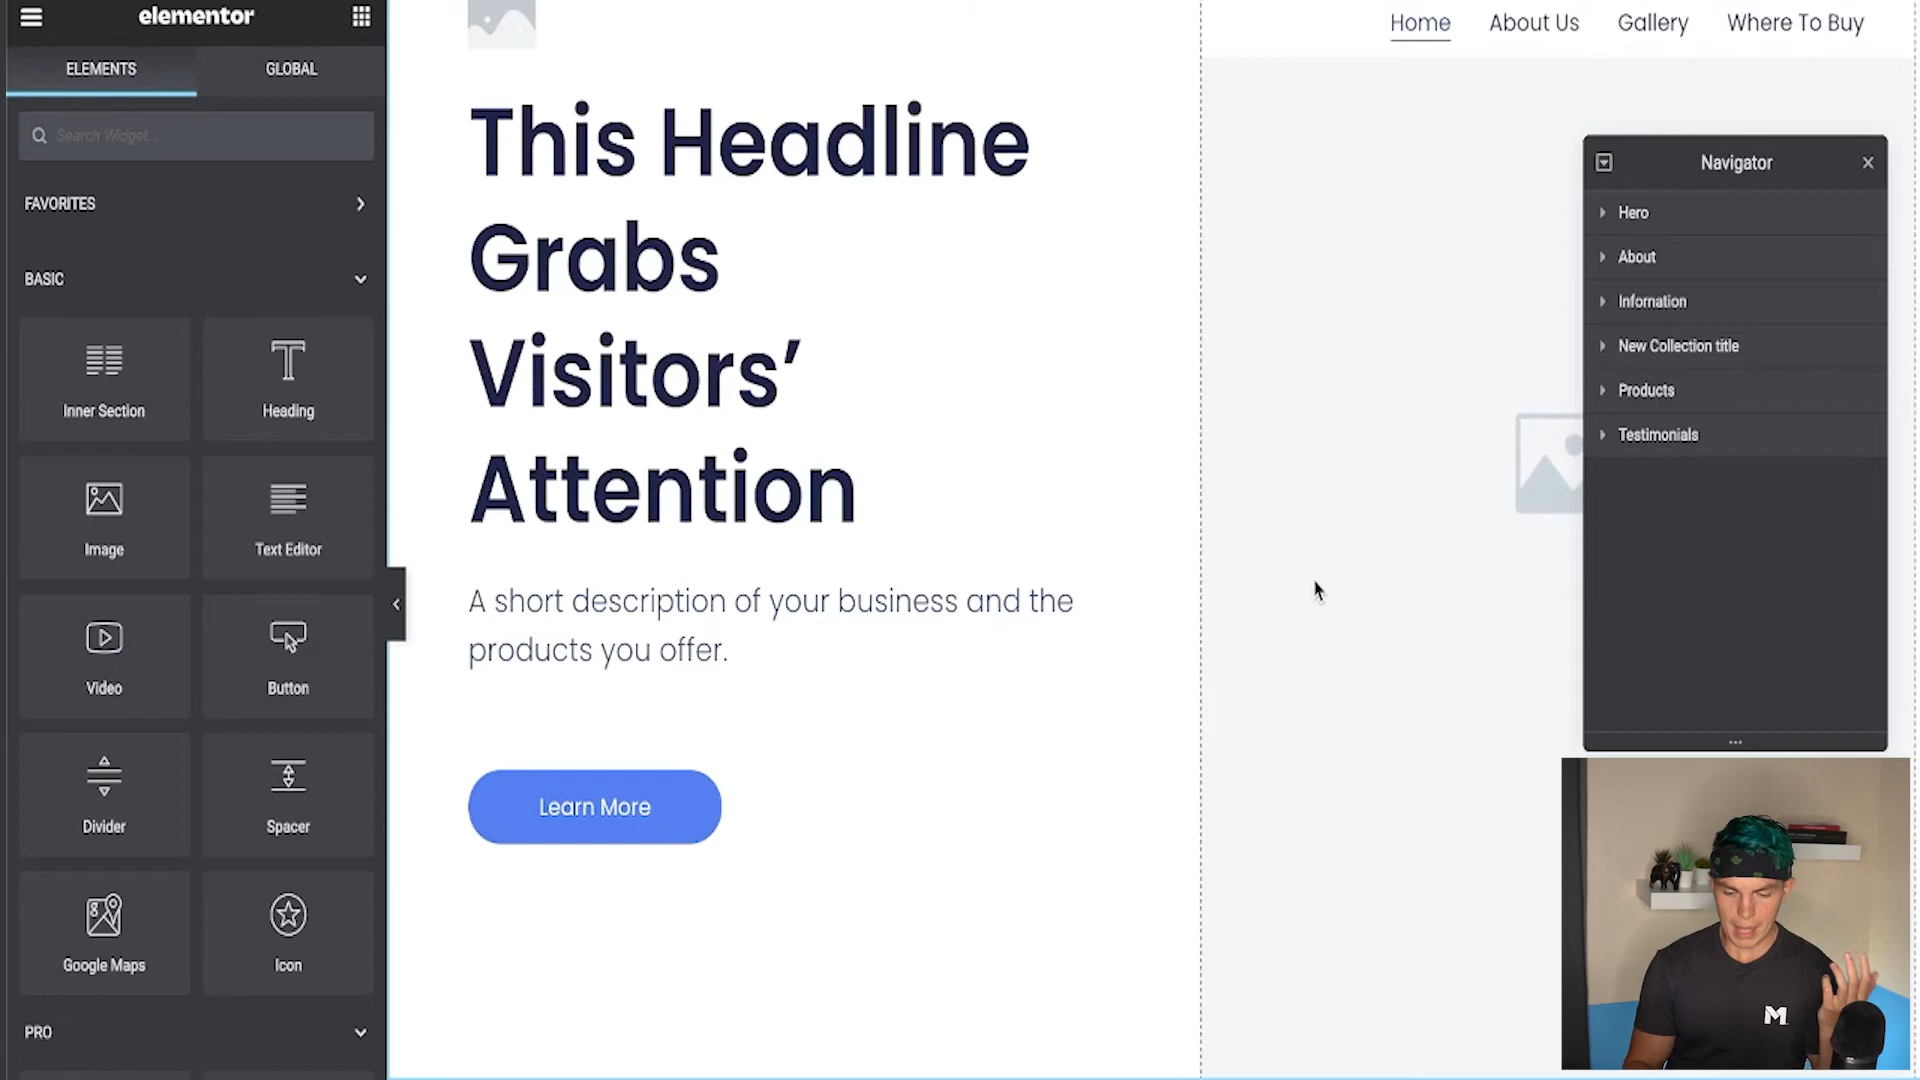 elementor
ELEMENTS
GLOBAL
Search Widget...
FAVORITES
BASIC
Inner Section
Heading
Image
Text Editor
Video
Button
Divider
Spacer
Google Maps
Icon
PRO
Home
About Us
Gallery
Where To Buy
This Headline
Grabs
Visitors’
Attention
A short description of your business and the
products you offer.
Learn More
Navigator
Hero
About
Infornation
New Collection title
Products
Testimonials
M